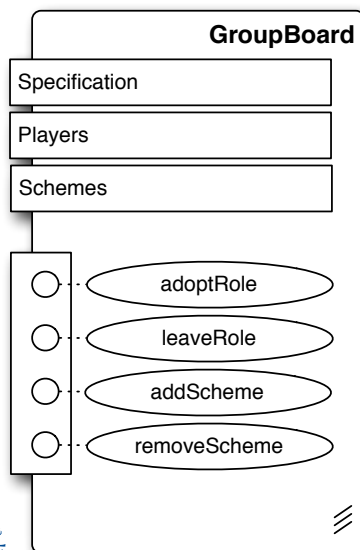 GroupBoard
Specification
Players
Schemes
adoptRole
leaveRole
addScheme
removeScheme